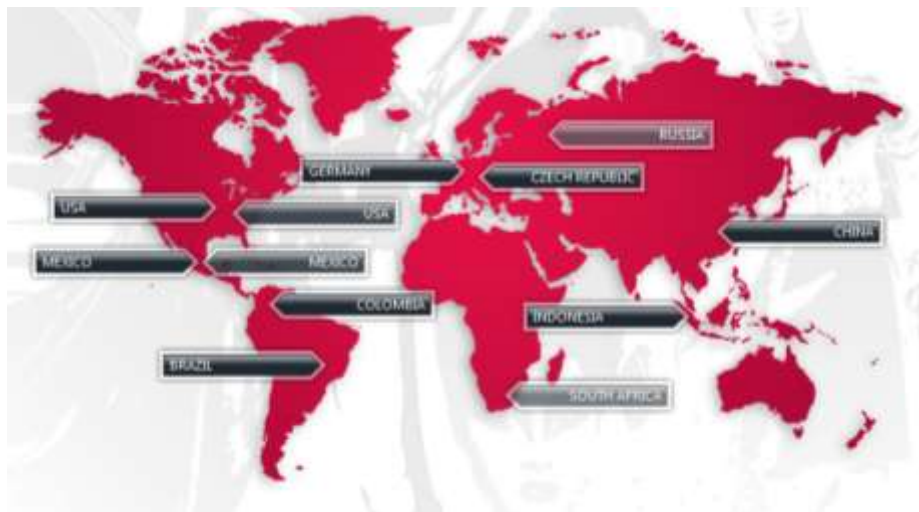 RUSSIA
GERMANY
CZECH REPUBLIC
USA
USA
CHINA
MEXICO
MEXICO
COLOMBIA
INDONESIA
BRAZIL
SOUTH AFRICA